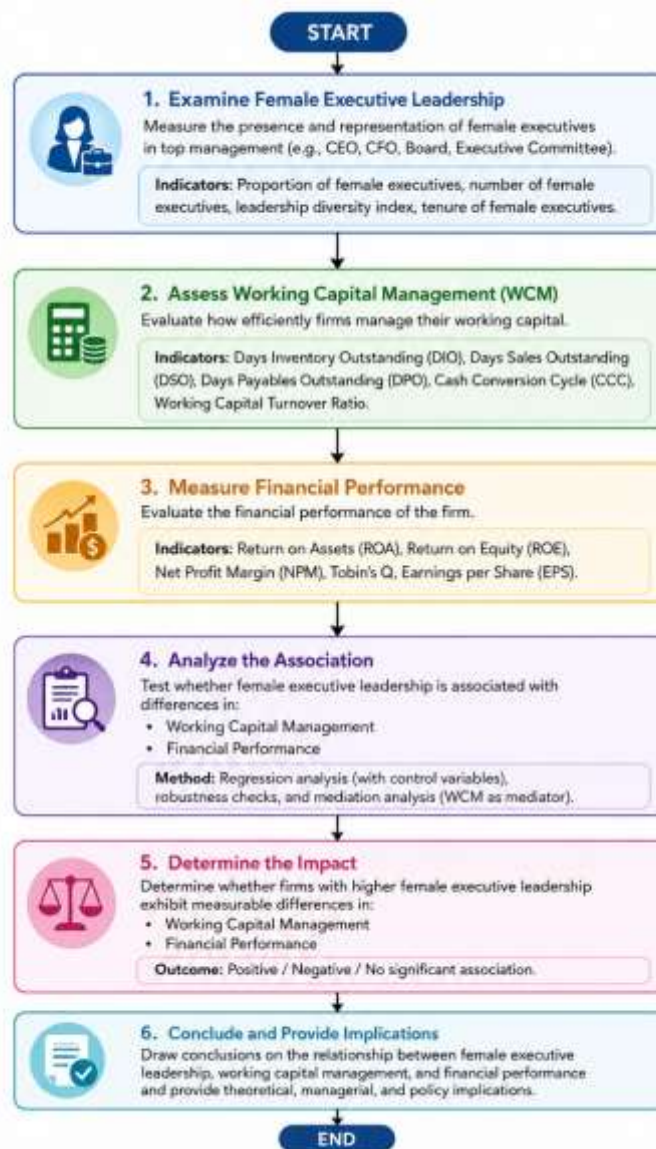 START
1. Examine Female Executive Leadership
Measure the presence and representation of female executives
in top management (e.g., CEO, CFO, Board, Executive Committee).
Indicators: Proportion of female executives, number of female
executives, leadership diversity index, tenure of female executives.
2. Assess Working Capital Management (WCM)
Evaluate how efficiently firms manage their working capital.
Indicators: Days Inventory Outstanding (DIO), Days Sales Outstanding
(DSO), Days Payables Outstanding (DPO), Cash Conversion Cycle (CCC),
Working Capital Turnover Ratio.
3. Measure Financial Performance
Evaluate the financial performance of the firm.
Indicators: Return on Assets (ROA), Return on Equity (ROE),
Net Profit Margin (NPM), Tobin's Q, Earnings per Share (EPS).
4. Analyze the Association
Test whether female executive leadership is associated with
differences in:
• Working Capital Management
• Financial Performance
Method: Regression analysis (with control variables),
robustness checks, and mediation analysis (WCM as mediator).
5. Determine the Impact
Determine whether firms with higher female executive leadership
exhibit measurable differences in:
• Working Capital Management
• Financial Performance
Outcome: Positive / Negative / No significant association.
6. Conclude and Provide Implications
Draw conclusions on the relationship between female executive
leadership, working capital management, and financial performance
and provide theoretical, managerial, and policy implications.
END